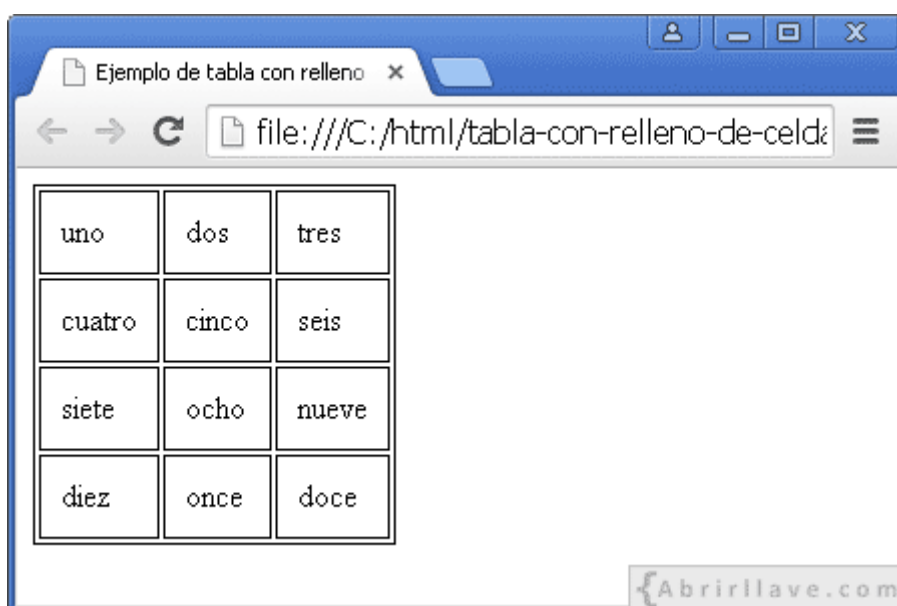 Ejemplo de tabla con relleno
file:///C:/html/tabla-con-relleno-de-celda
uno dos tres
cuatro cinco seis
siete ocho nueve
diez once doce
{Abrirllave.com